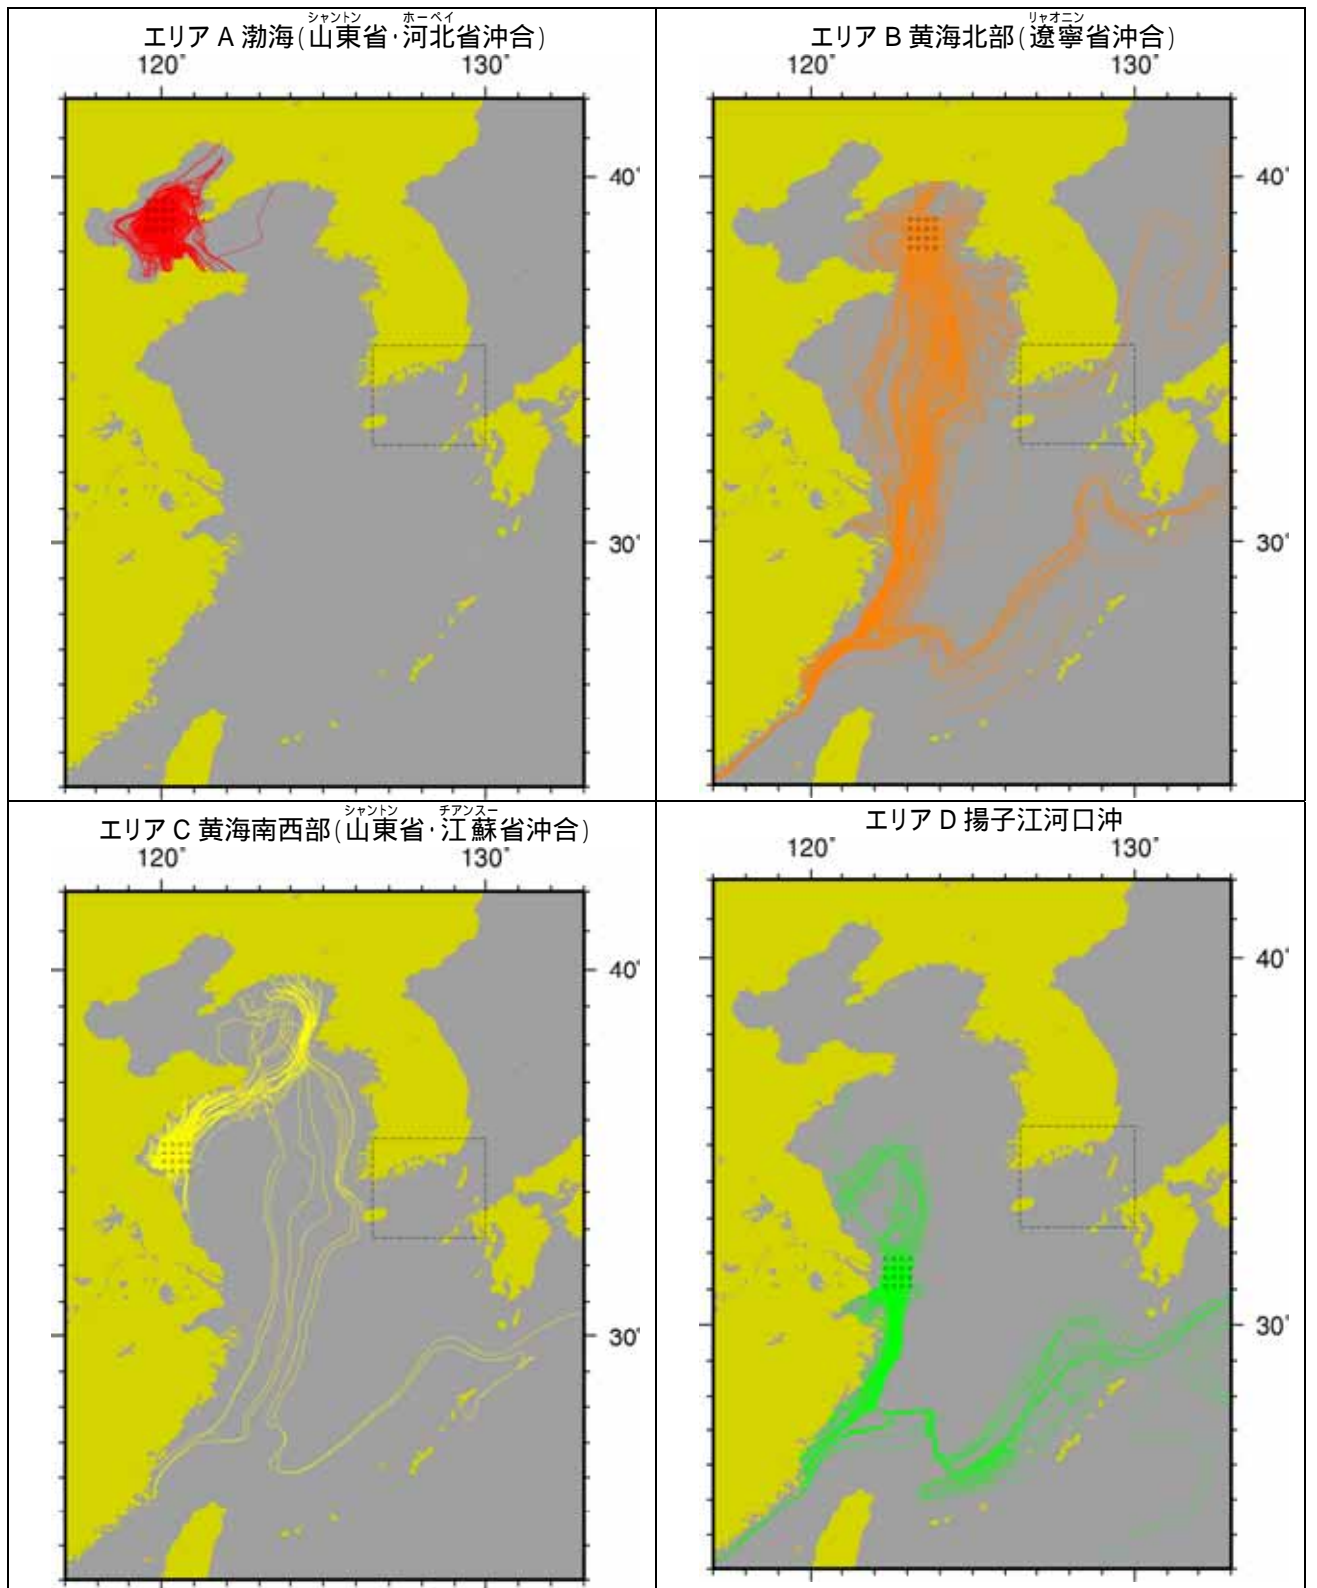 シャントン ホーペイ
エリア A 渤海(山東省・河北省沖合)
120° 130°
40°
30°
リャオニン
エリア B 黄海北部(遼寧省沖合)
120° 130°
40°
30°
シャントン チアンスー
エリア C 黄海南西部(山東省・江蘇省沖合)
120° 130°
40°
30°
エリア D 揚子江河口沖
120° 130°
40°
30°